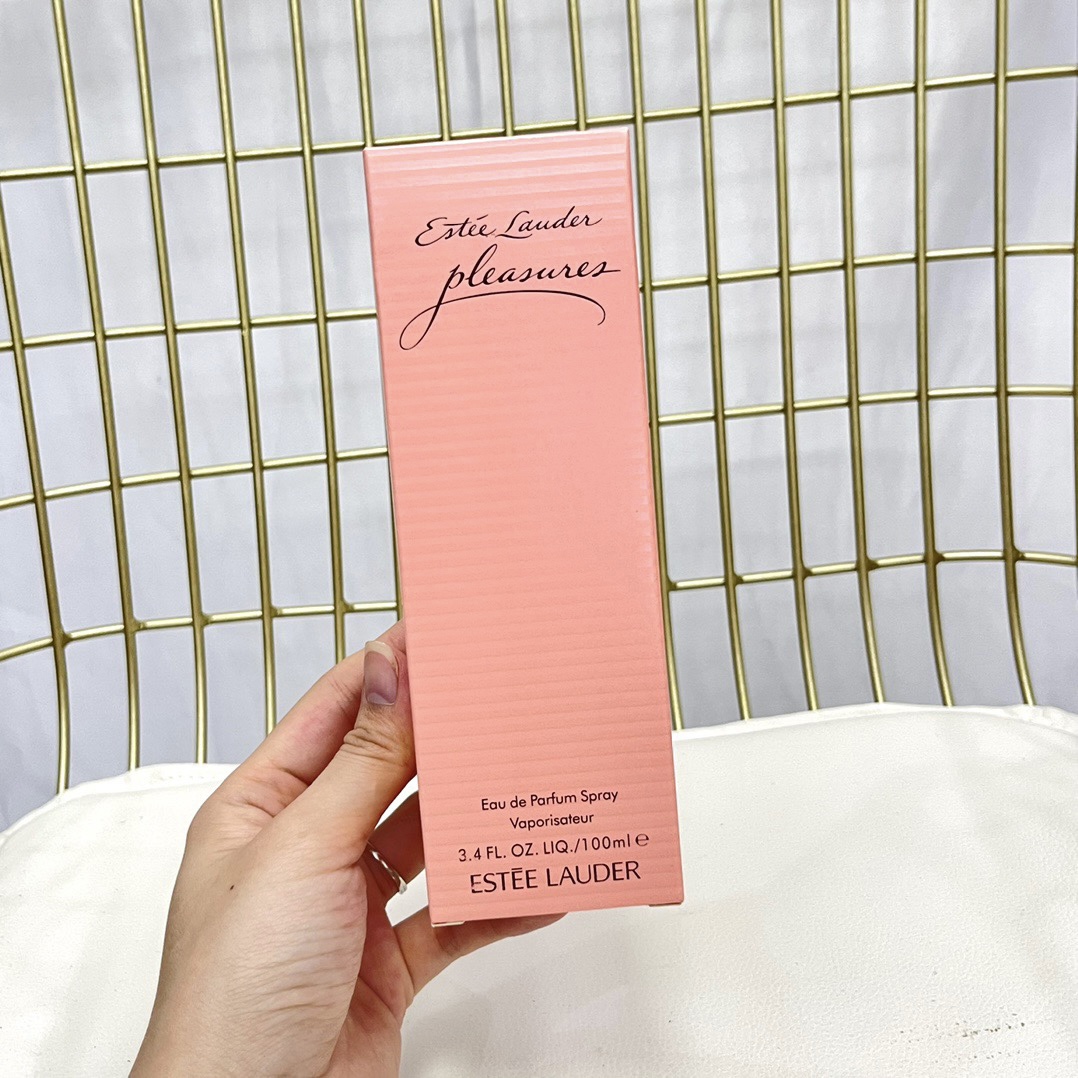 Estée Lauder
pleasures
Eau de Parfum Spray
Vaporisateur
3.4 FL. OZ. LIQ./100ml ℮
ESTĒE LAUDER